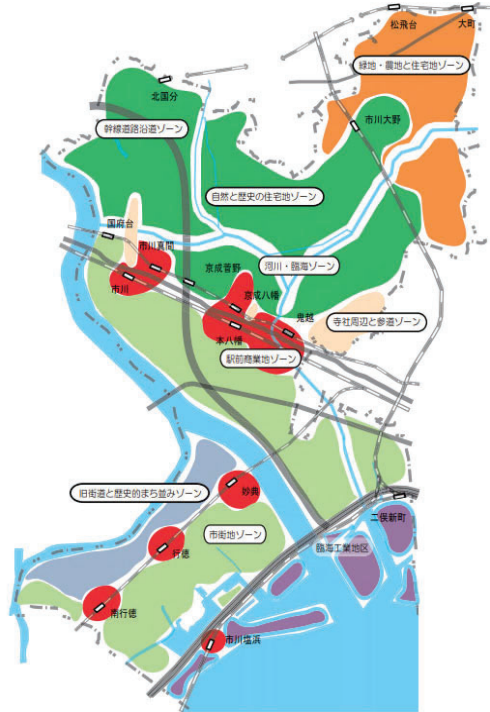 松飛台
大町
緑地・農地と住宅地ゾーン
北国分
市川大野
幹線道路沿道ゾーン
自然と歴史の住宅地ゾーン
国府台
市川真間
京成菅野
河川・臨海ゾーン
市川
京成八幡
鬼越
寺社周辺と参道ゾーン
本八幡
駅前商業地ゾーン
旧街道と歴史的まち並みゾーン
妙典
二俣新町
市街地ゾーン
臨海工業地区
行徳
南行徳
市川塩浜